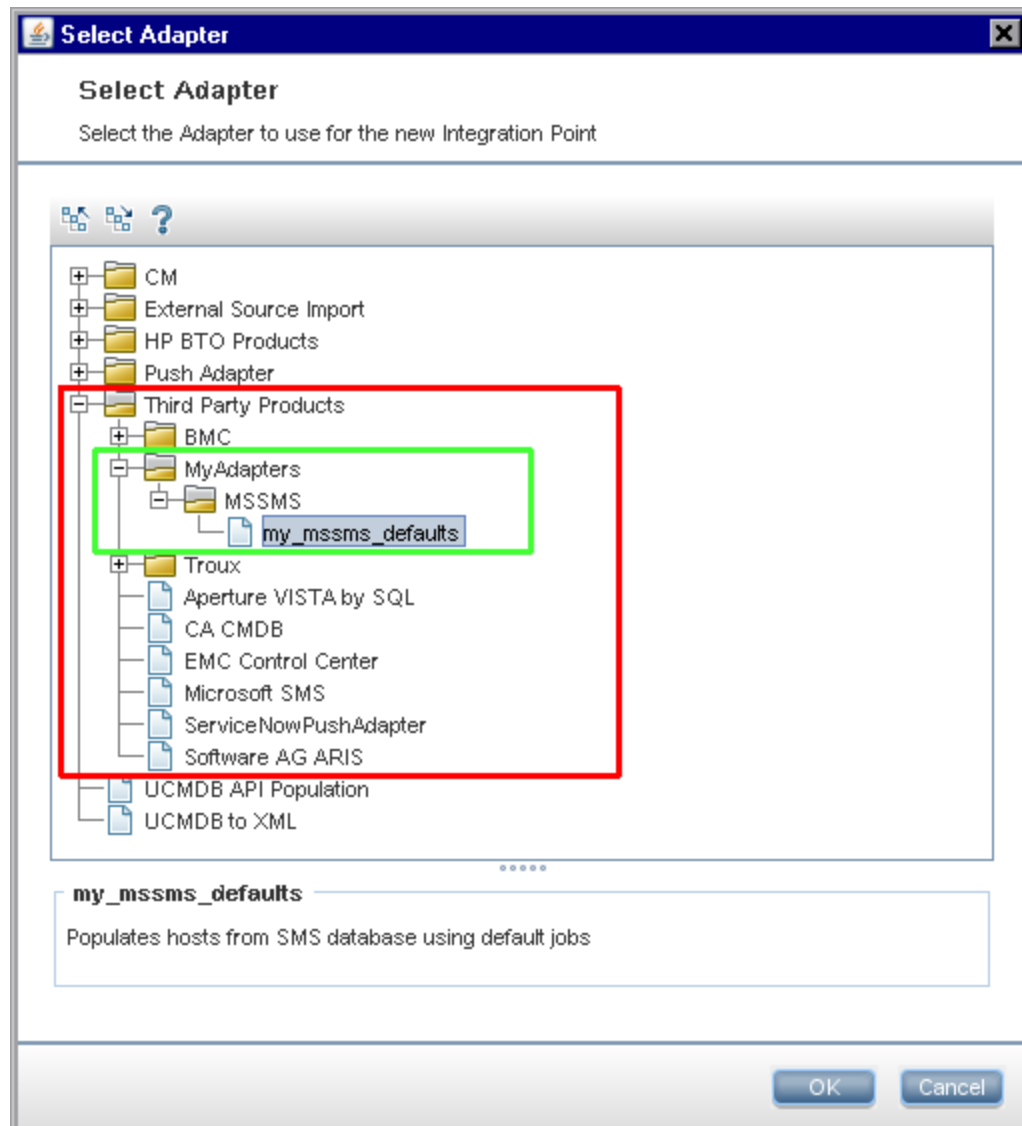 Select Adapter
Select Adapter
Select the Adapter to use for the new Integration Point
CM
External Source Import
HP BTO Products
Push Adapter
Third Party Products
BMC
MyAdapters
MSSMS
my_mssms_defaults
Troux
Aperture VISTA by SQL
CA CMDB
EMC Control Center
Microsoft SMS
ServiceNowPushAdapter
Software AG ARIS
UCMDB API Population
UCMDB to XML
my_mssms_defaults
Populates hosts from SMS database using default jobs
OK Cancel